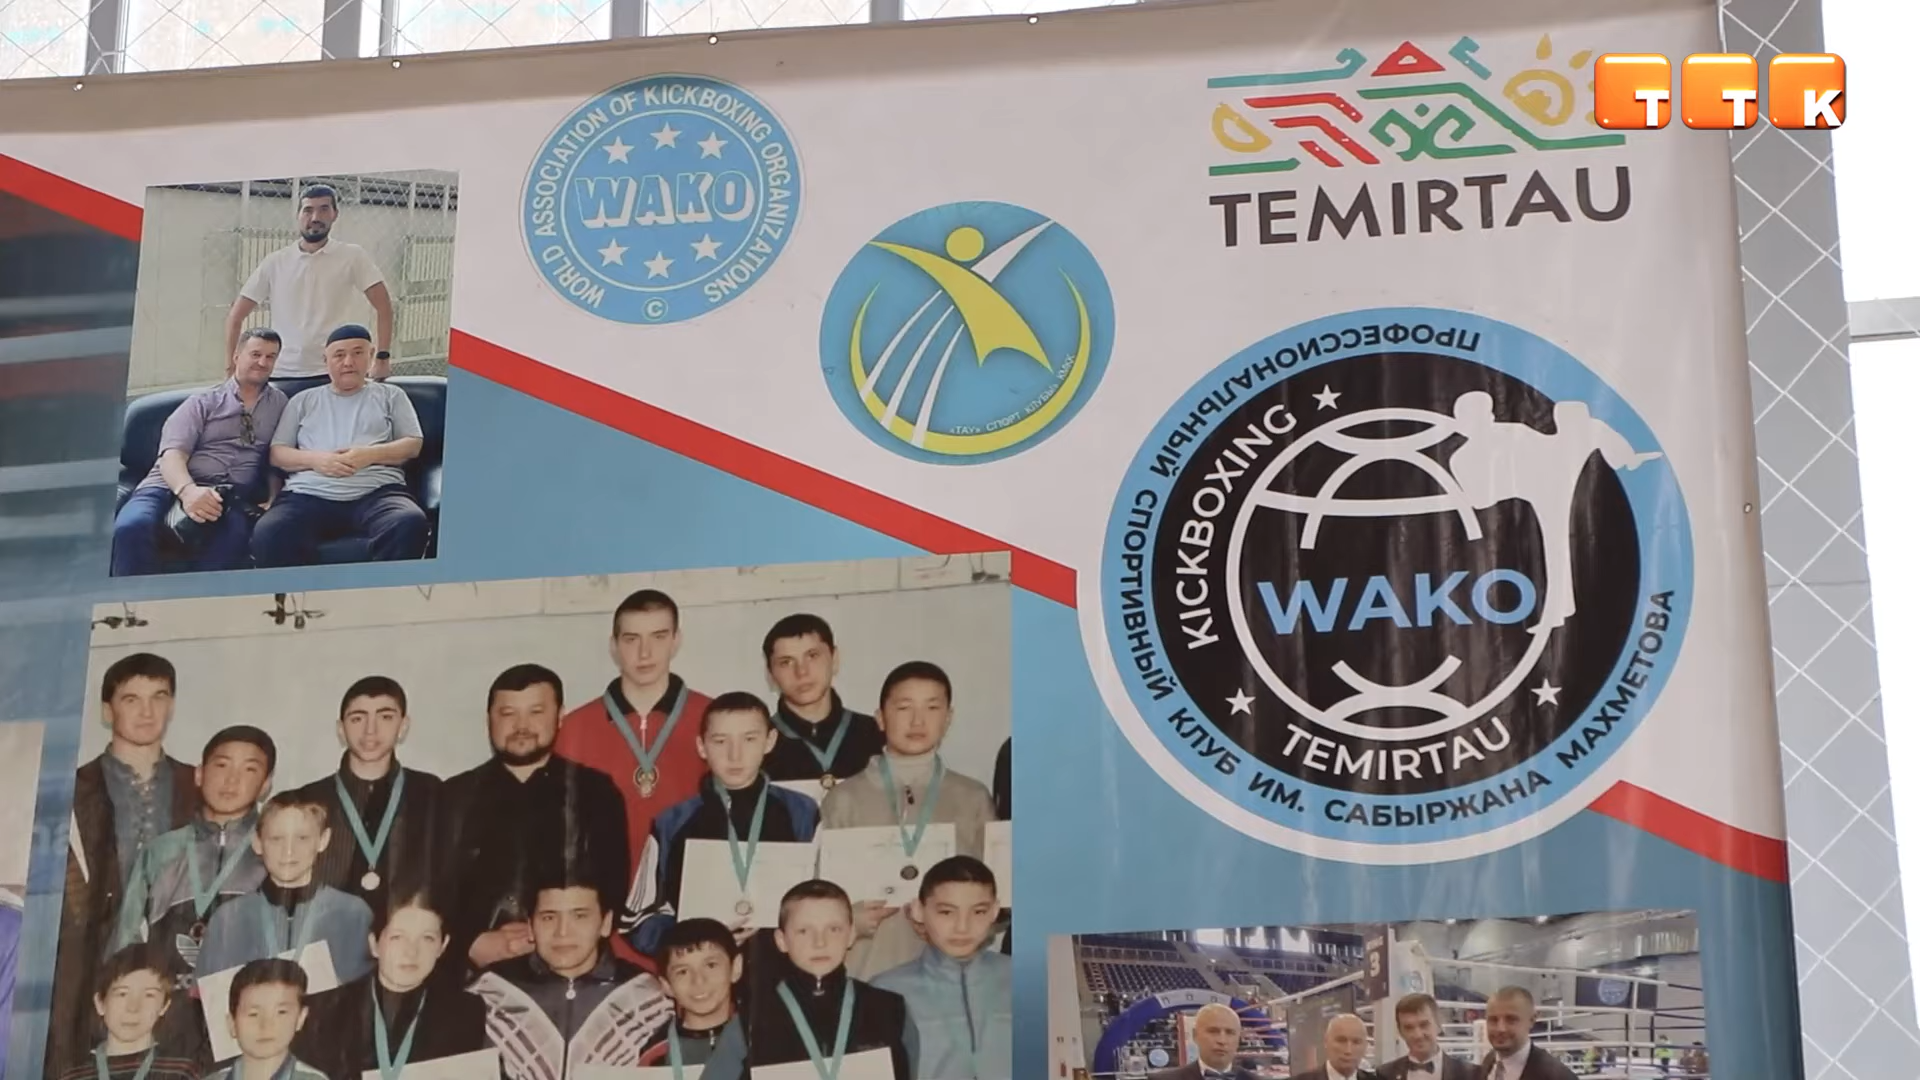 WORLD ASSOCIATION OF KICKBOXING ORGANIZATIONS
WAKO
©
TEMIRTAU
ТТК
«ТАУ» СПОРТ КЛУБЫ
ПРОФЕССИОНАЛЬНЫЙ СПОРТИВНЫЙ КЛУБ ИМ. САБЫРЖАНА МАХМЕТОВА
KICKBOXING
WAKO
TEMIRTAU
3